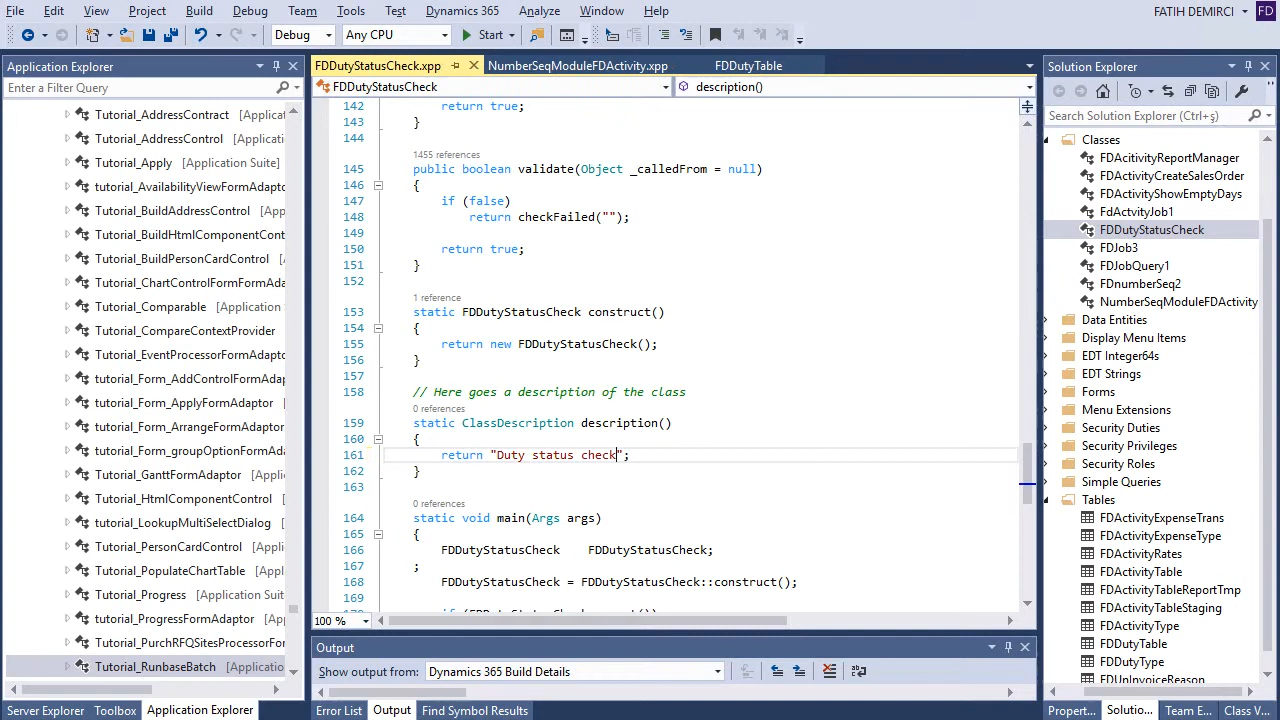 File Edit View Project Build Debug Team Tools Test Dynamics 365 Analyze Window Help FATIH DEMIRCI FD
Debug Any CPU Start
Application Explorer
Enter a Filter Query
Tutorial_AddressContract [Applicat
Tutorial_AddressControl [Applicati
Tutorial_Apply [Application Suite]
tutorial_AvailabilityViewFormAdapto
Tutorial_BuildAddressControl [App
Tutorial_BuildHtmlComponentCont
Tutorial_BuildPersonCardControl [A
Tutorial_ChartControlFormFormAda
Tutorial_Comparable [Application S
Tutorial_CompareContextProvider
Tutorial_EventProcessorFormAdapto
tutorial_Form_AddControlFormAdap
tutorial_Form_ApplyFormAdaptor
tutorial_Form_ArrangeFormAdaptor
tutorial_Form_groupOptionFormAd
Tutorial_GanttFormAdaptor [Appli
Tutorial_HtmlComponentControl [
tutorial_LookupMultiSelectDialog [
Tutorial_PersonCardControl [Appli
Tutorial_PopulateChartTable [Appl
Tutorial_Progress [Application Suite
tutorial_ProgressFormAdaptor [Ap
Tutorial_PurchRFQSitesProcessorFor
Tutorial_RunbaseBatch [Applicatio
Server Explorer Toolbox Application Explorer
FDDutyStatusCheck.xpp NumberSeqModuleFDActivity.xpp FDDutyTable
FDDutyStatusCheck description()
142 return true;
143 }
144
1455 references
145 public boolean validate(Object _calledFrom = null)
146 {
147 if (false)
148 return checkFailed("");
149
150 return true;
151 }
152
1 reference
153 static FDDutyStatusCheck construct()
154 {
155 return new FDDutyStatusCheck();
156 }
157
158 // Here goes a description of the class
0 references
159 static ClassDescription description()
160 {
161 return "Duty status check";
162 }
163
0 references
164 static void main(Args args)
165 {
166 FDDutyStatusCheck FDDutyStatusCheck;
167 ;
168 FDDutyStatusCheck = FDDutyStatusCheck::construct();
169
100 %
Output
Show output from: Dynamics 365 Build Details
Error List Output Find Symbol Results
Solution Explorer
Search Solution Explorer (Ctrl+ş)
Classes
FDAcitivityReportManager
FDActivityCreateSalesOrder
FDActivityShowEmptyDays
FdActvityJob1
FDDutyStatusCheck
FDJob3
FDJobQuery1
FDnumberSeq2
NumberSeqModuleFDActivity
Data Entities
Display Menu Items
EDT Integer64s
EDT Strings
Forms
Menu Extensions
Security Duties
Security Privileges
Security Roles
Simple Queries
Tables
FDActivityExpenseTrans
FDActivityExpenseType
FDActivityRates
FDActivityTable
FDActivityTableReportTmp
FDActivityTableStaging
FDActivityType
FDDutyTable
FDDutyType
FDUnInvoiceReason
Propert... Solutio... Team E... Class V...